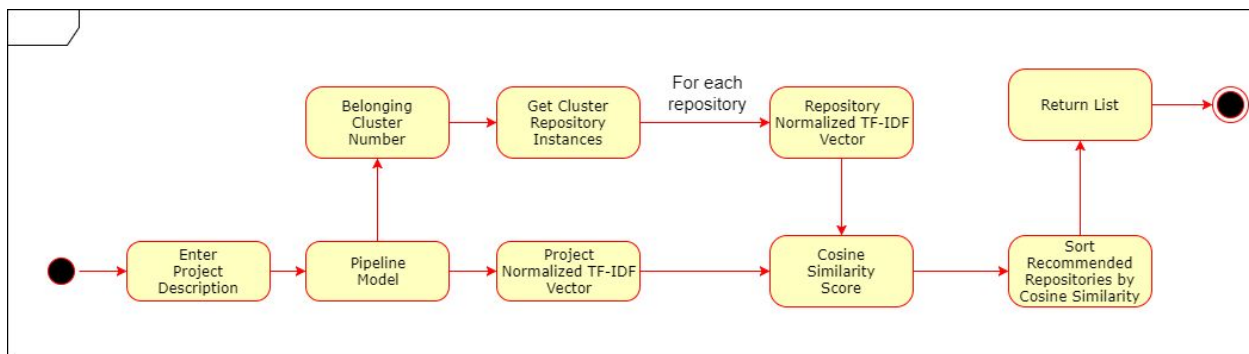 For each
repository
Belonging
Cluster
Number
Get Cluster
Repository
Instances
Repository
Normalized TF-IDF
Vector
Return List
Enter
Project
Description
Pipeline
Model
Project
Normalized TF-IDF
Vector
Cosine
Similarity
Score
Sort
Recommended
Repositories by
Cosine Similarity